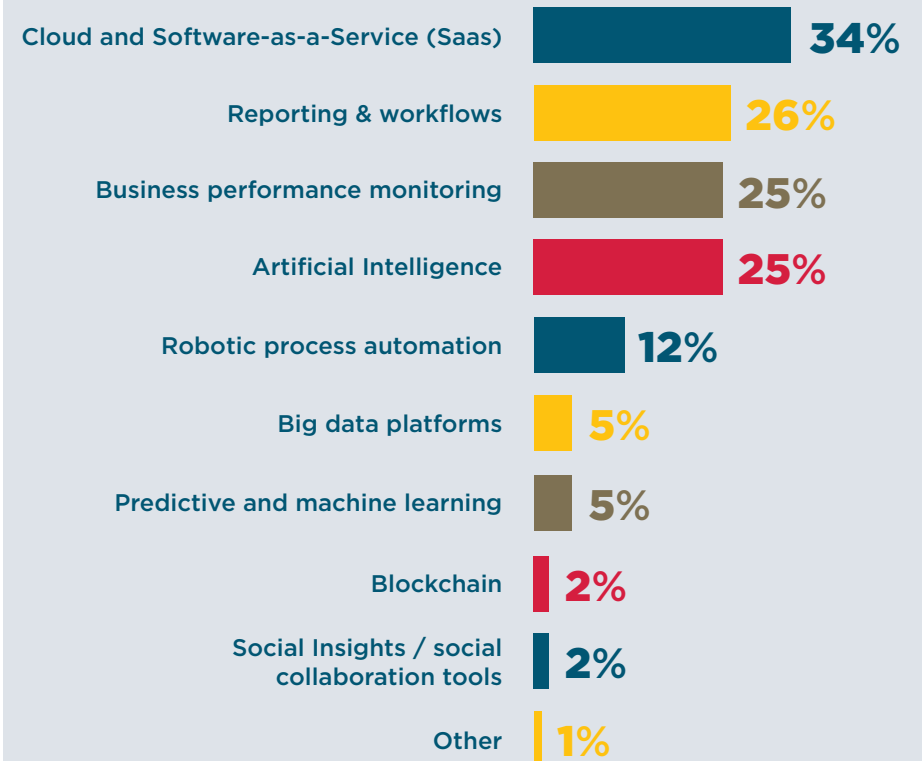 Cloud and Software-as-a-Service (Saas) 34%
Reporting & workflows 26%
Business performance monitoring 25%
Artificial Intelligence 25%
Robotic process automation 12%
Big data platforms 5%
Predictive and machine learning 5%
Blockchain 2%
Social Insights / social
collaboration tools 2%
Other 1%